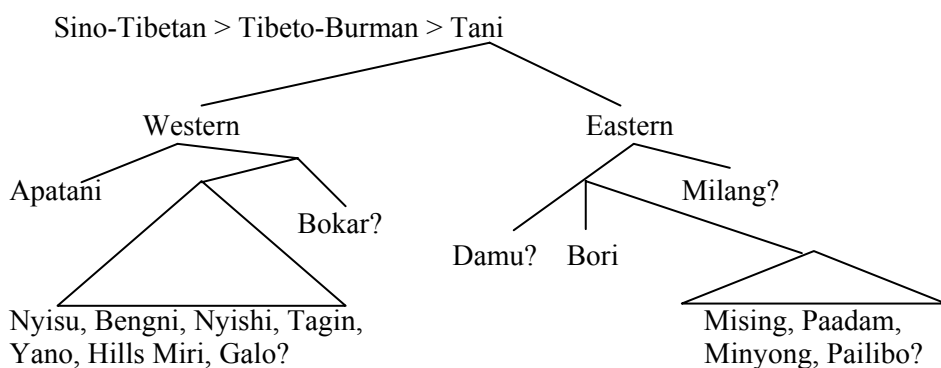 Sino-Tibetan > Tibeto-Burman > Tani
Western
Eastern
Apatani
Bokar?
Milang?
Damu?
Bori
Nyisu, Bengni, Nyishi, Tagin,
Yano, Hills Miri, Galo?
Mising, Paadam,
Minyong, Pailibo?